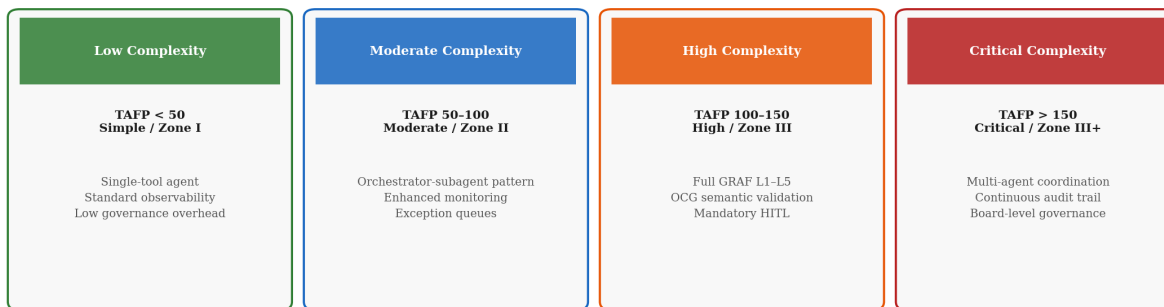 Low Complexity
TAFP < 50
Simple / Zone I
Single-tool agent
Standard observability
Low governance overhead
Moderate Complexity
TAFP 50–100
Moderate / Zone II
Orchestrator-subagent pattern
Enhanced monitoring
Exception queues
High Complexity
TAFP 100–150
High / Zone III
Full GRAF L1–L5
OCG semantic validation
Mandatory HITL
Critical Complexity
TAFP > 150
Critical / Zone III+
Multi-agent coordination
Continuous audit trail
Board-level governance